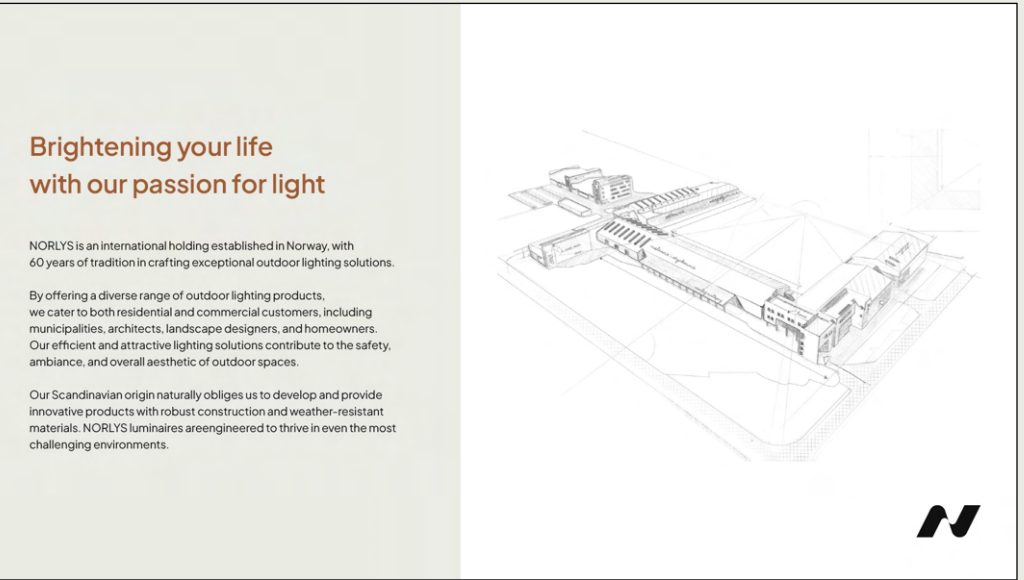 Brightening your life
with our passion for light
NORLYS is an international holding established in Norway, with
60 years of tradition in crafting exceptional outdoor lighting solutions.
By offering a diverse range of outdoor lighting products,
we cater to both residential and commercial customers, including
municipalities, architects, landscape designers, and homeowners.
Our efficient and attractive lighting solutions contribute to the safety,
ambiance, and overall aesthetic of outdoor spaces.
Our Scandinavian origin naturally obliges us to develop and provide
innovative products with robust construction and weather-resistant
materials. NORLYS luminaires areengineered to thrive in even the most
challenging environments.